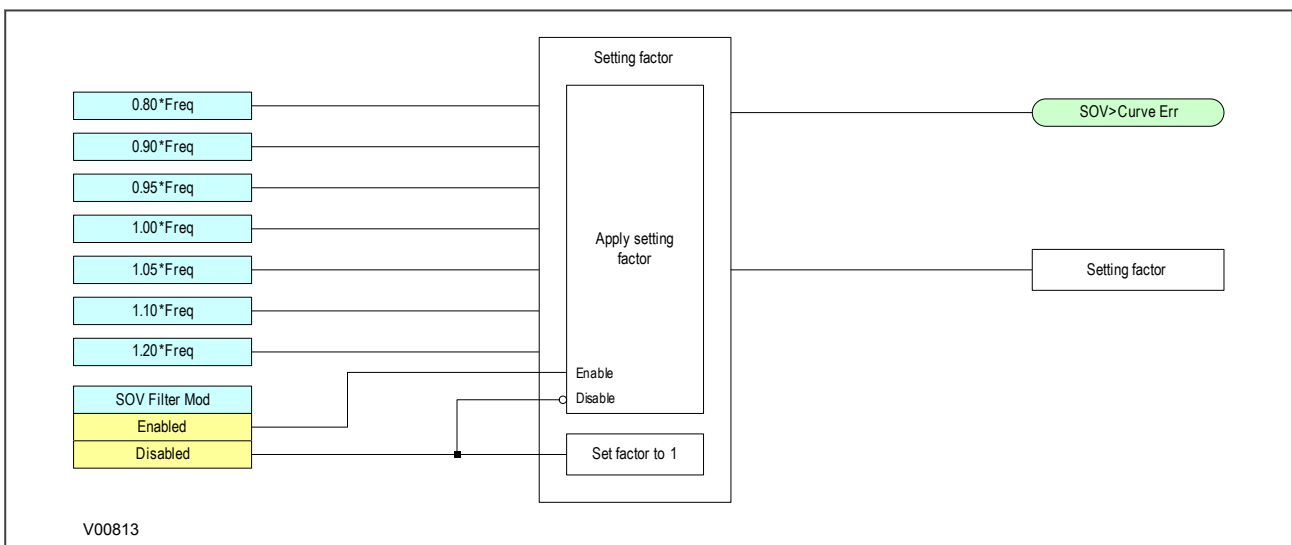 Setting factor
0.80*Freq
0.90*Freq
0.95*Freq
1.00*Freq
1.05*Freq
1.10*Freq
1.20*Freq
SOV Filter Mod
Enabled
Disabled
Apply setting
factor
Enable
Disable
Set factor to 1
SOV>Curve Err
Setting factor
V00813